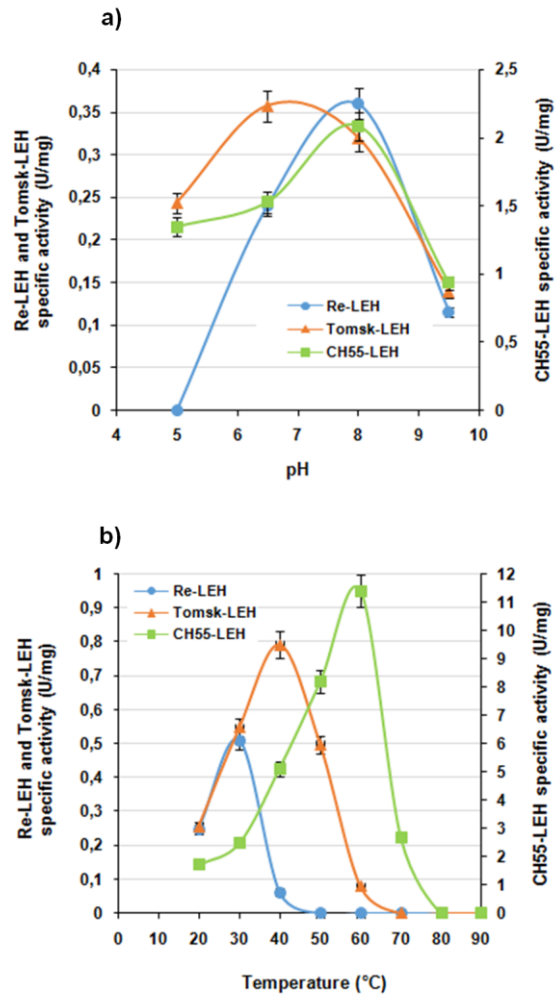 a)
Re-LEH and Tomsk-LEH
specific activity (U/mg)
0,4
0,35
0,3
0,25
0,2
0,15
0,1
0,05
0
2,5
2
1,5
1
0,5
0
CH55-LEH specific activity (U/mg)
Re-LEH
Tomsk-LEH
CH55-LEH
4 5 6 7 8 9 10
pH
b)
Re-LEH and Tomsk-LEH
specific activity (U/mg)
1
0,9
0,8
0,7
0,6
0,5
0,4
0,3
0,2
0,1
0
12
11
10
9
8
7
6
5
4
3
2
1
0
CH55-LEH specific activity (U/mg)
Re-LEH
Tomsk-LEH
CH55-LEH
0 10 20 30 40 50 60 70 80 90
Temperature (°C)